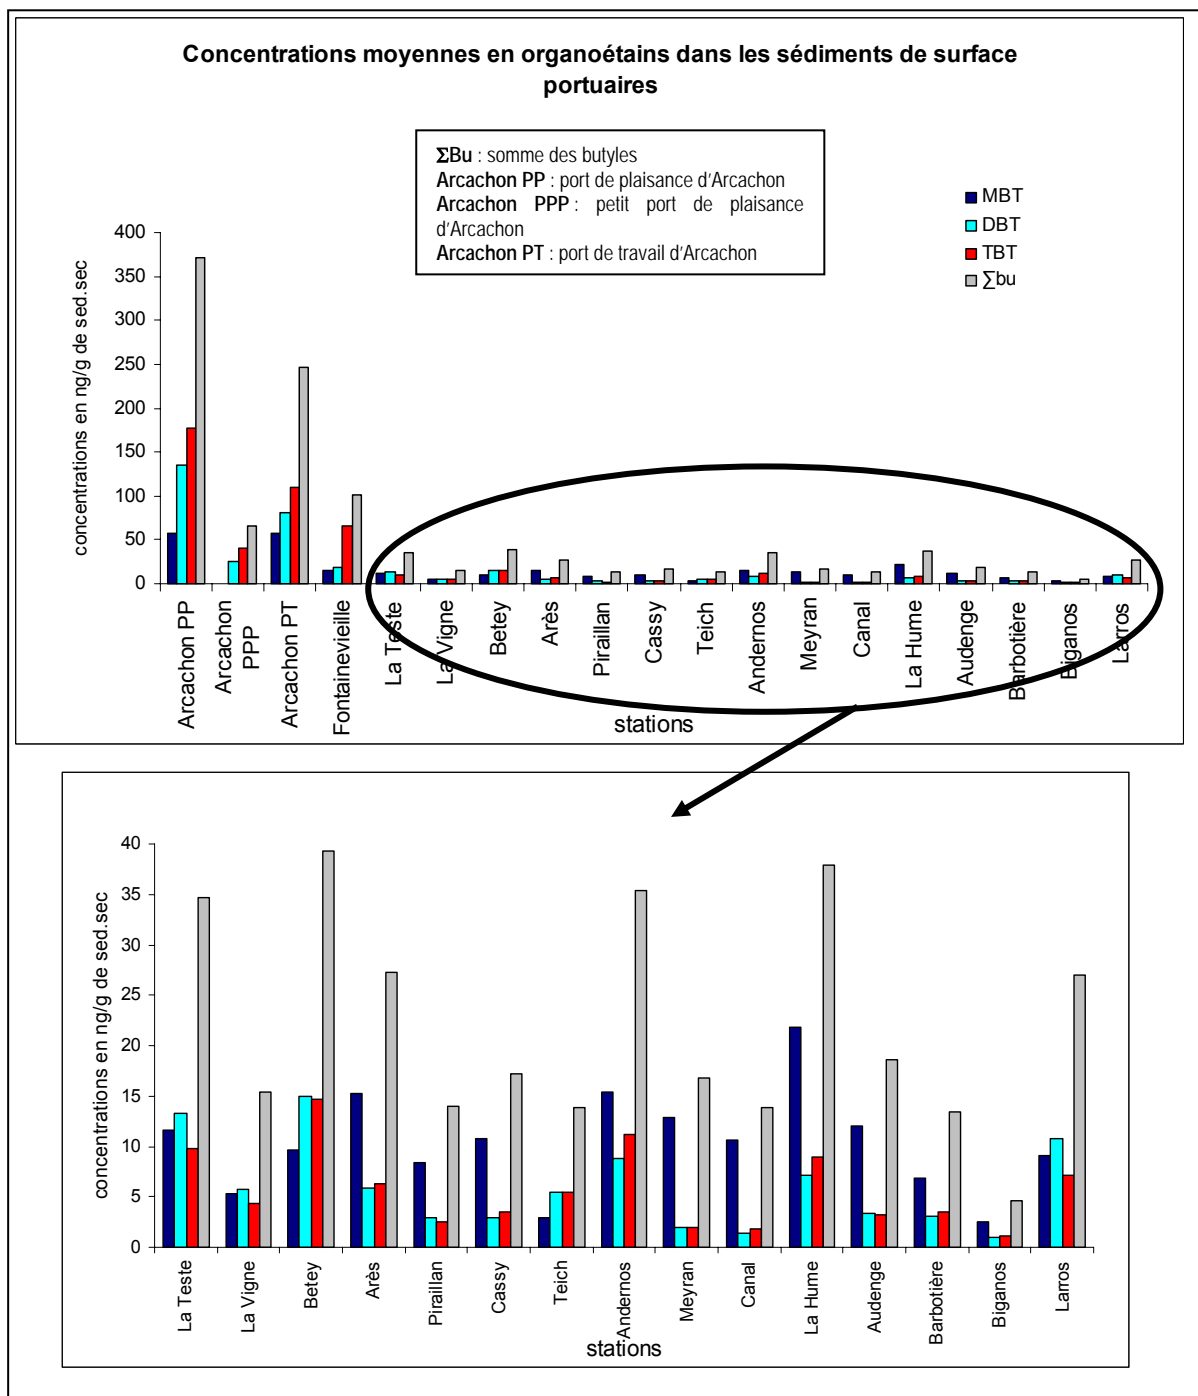 Concentrations moyennes en organoétains dans les sédiments de surface
portuaires
ΣBu : somme des butyles
Arcachon PP : port de plaisance d'Arcachon
Arcachon PPP : petit port de plaisance
d'Arcachon
Arcachon PT : port de travail d'Arcachon
MBT
DBT
TBT
∑bu
concentrations en ng/g de sed.sec
400
350
300
250
200
150
100
50
0
Arcachon PP
Arcachon
PPP
Arcachon PT
Fontainevieille
La Teste
La Vigne
Betey
Arès
Piraillan
Cassy
Teich
Andernos
Meyran
Canal
La Hume
Audenge
Barbotière
Biganos
Larros
stations
concentrations en ng/g de sed.sec
40
35
30
25
20
15
10
5
0
La Teste
La Vigne
Betey
Arès
Piraillan
Cassy
Teich
Andernos
Meyran
Canal
La Hume
Audenge
Barbotière
Biganos
Larros
stations